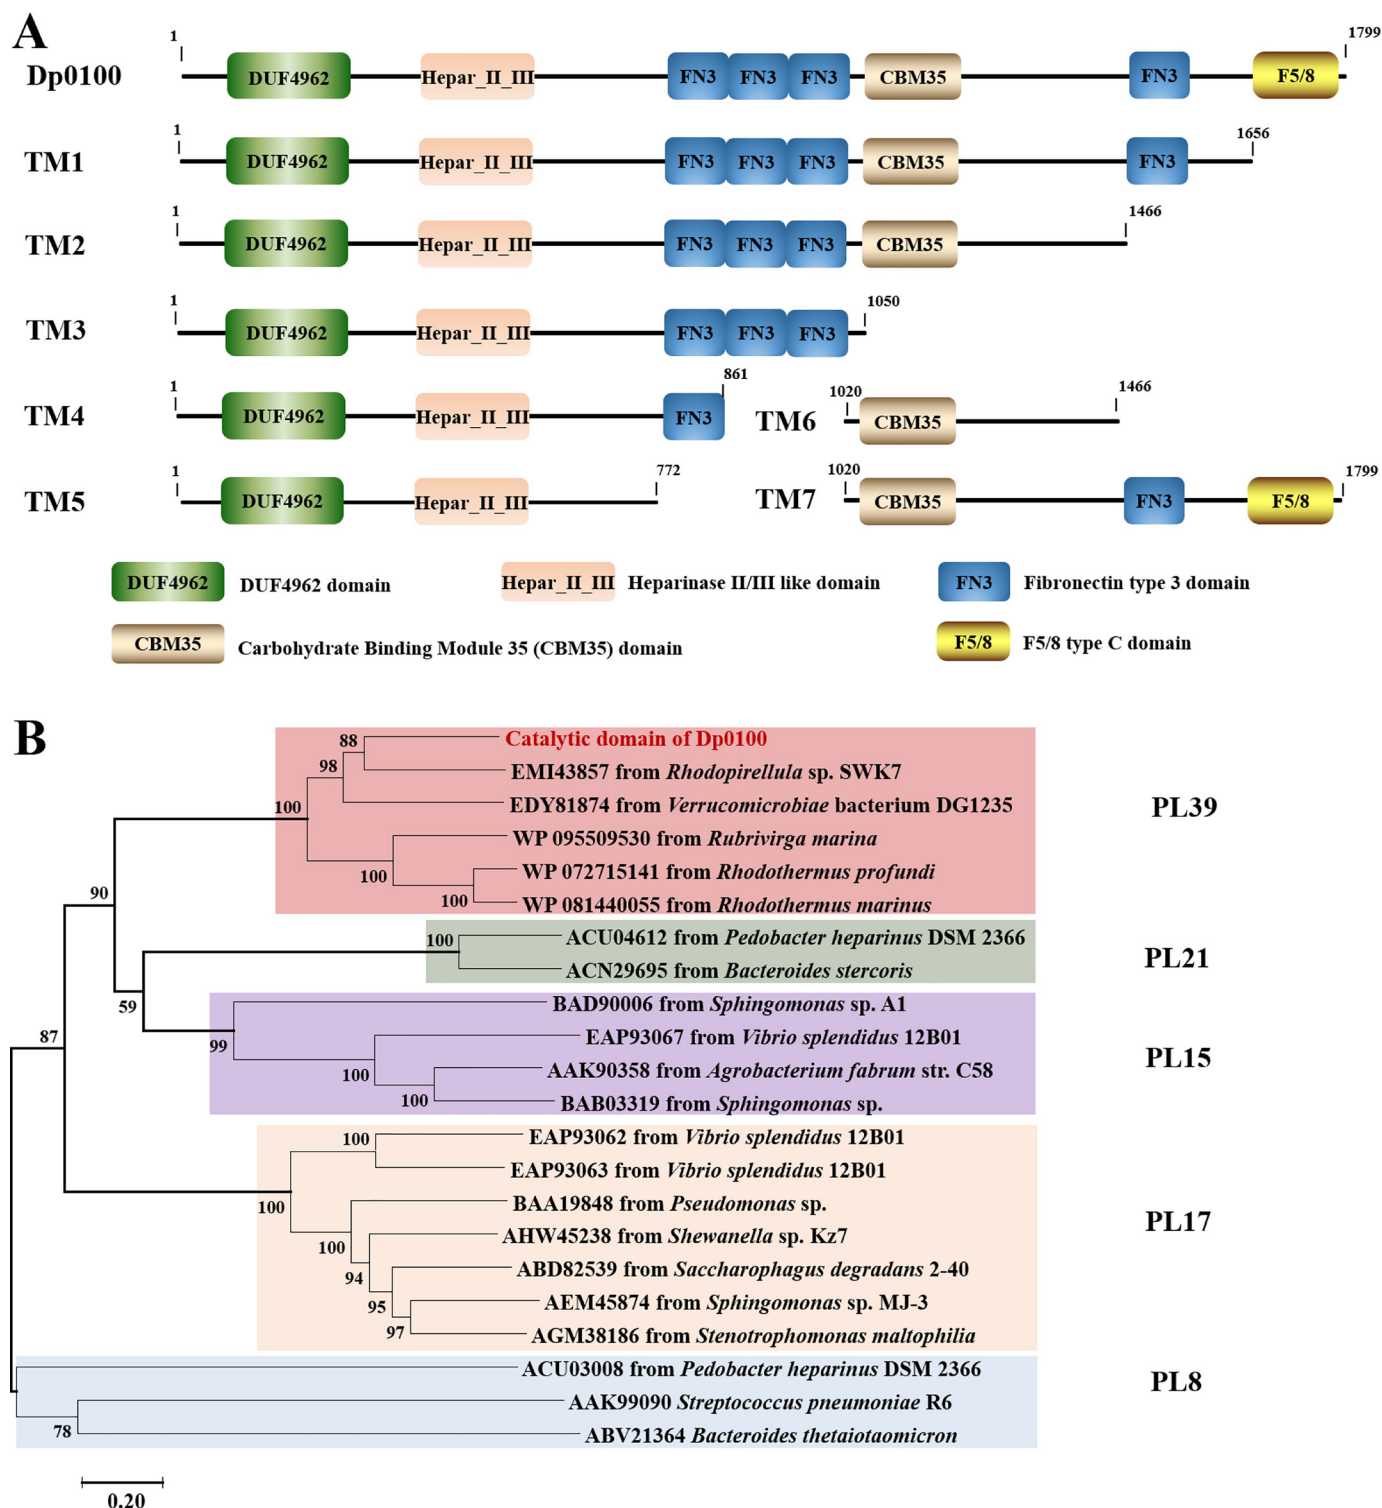 A
1
1799
Dp0100
DUF4962
Hepar_II_III
FN3
FN3
FN3
CBM35
FN3
F5/8
1
1656
TM1
DUF4962
Hepar_II_III
FN3
FN3
FN3
CBM35
FN3
1
1466
TM2
DUF4962
Hepar_II_III
FN3
FN3
FN3
CBM35
1
1050
TM3
DUF4962
Hepar_II_III
FN3
FN3
FN3
1
861
TM4
DUF4962
Hepar_II_III
FN3
1020
1466
TM6
CBM35
1
772
TM5
DUF4962
Hepar_II_III
1020
1799
TM7
CBM35
FN3
F5/8
DUF4962
DUF4962 domain
Hepar_II_III
Heparinase II/III like domain
FN3
Fibronectin type 3 domain
CBM35
Carbohydrate Binding Module 35 (CBM35) domain
F5/8
F5/8 type C domain
B
88
Catalytic domain of Dp0100
98
EMI43857 from Rhodopirellula sp. SWK7
100
EDY81874 from Verrucomicrobiae bacterium DG1235
PL39
WP 095509530 from Rubrivirga marina
100
WP 072715141 from Rhodothermus profundi
90
100
WP 081440055 from Rhodothermus marinus
100
ACU04612 from Pedobacter heparinus DSM 2366
PL21
ACN29695 from Bacteroides stercoris
59
BAD90006 from Sphingomonas sp. A1
87
99
EAP93067 from Vibrio splendidus 12B01
PL15
100
AAK90358 from Agrobacterium fabrum str. C58
100
BAB03319 from Sphingomonas sp.
100
EAP93062 from Vibrio splendidus 12B01
EAP93063 from Vibrio splendidus 12B01
100
BAA19848 from Pseudomonas sp.
PL17
100
AHW45238 from Shewanella sp. Kz7
94
ABD82539 from Saccharophagus degradans 2-40
95
AEM45874 from Sphingomonas sp. MJ-3
97
AGM38186 from Stenotrophomonas maltophilia
ACU03008 from Pedobacter heparinus DSM 2366
PL8
AAK99090 Streptococcus pneumoniae R6
78
ABV21364 Bacteroides thetaiotaomicron
0.20